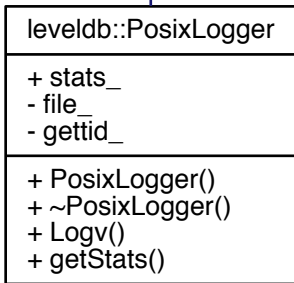 leveldb::PosixLogger
+ stats_
- file_
- gettid_
+ PosixLogger()
+ ~PosixLogger()
+ Logv()
+ getStats()